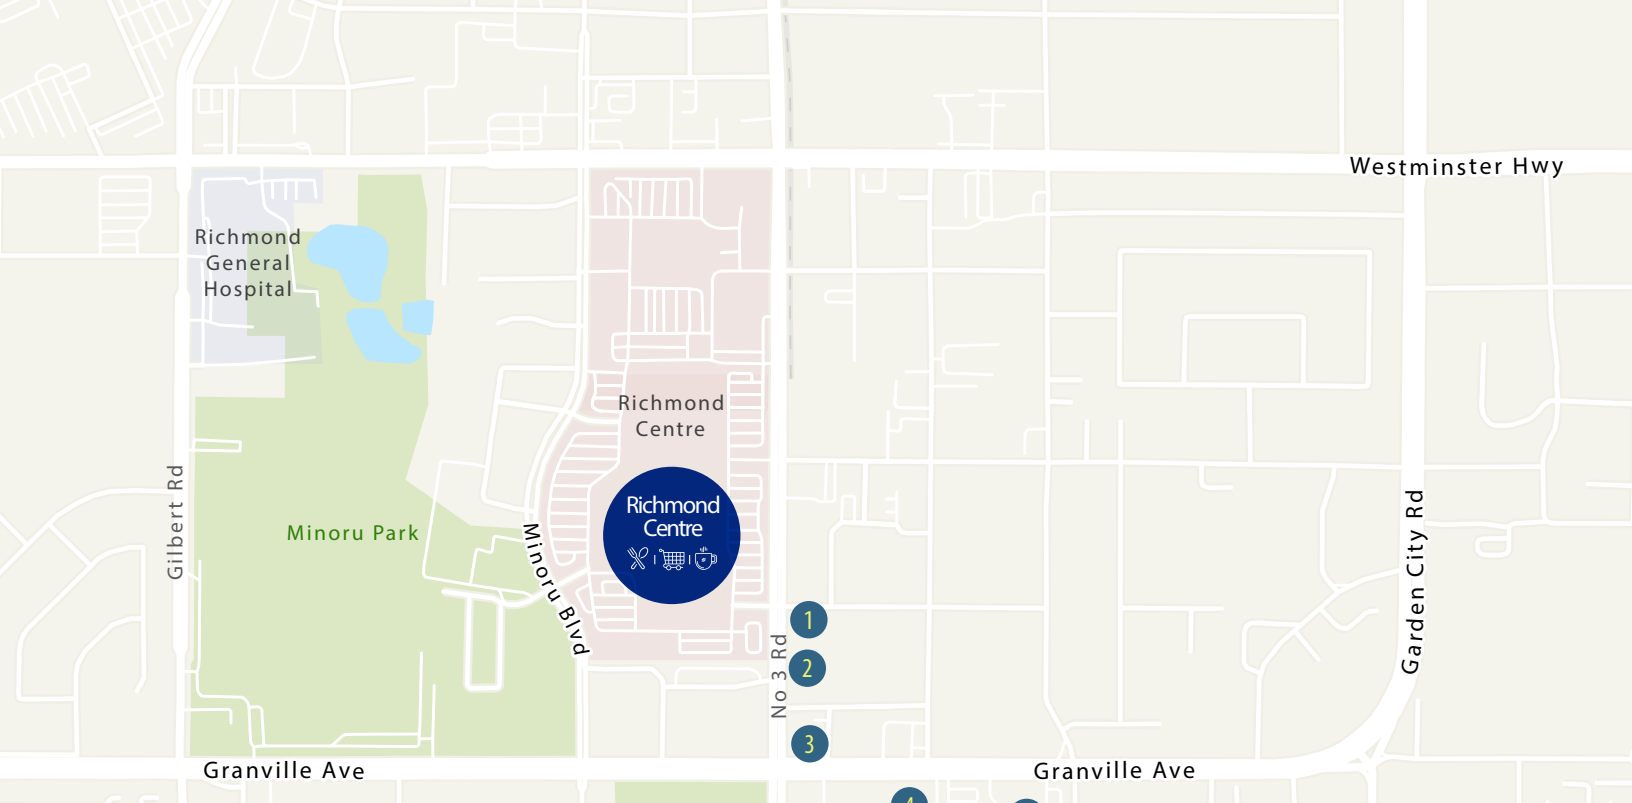 Westminster Hwy
Richmond
General
Hospital
Richmond
Centre
Gilbert Rd
Minoru Park
Minoru Blvd
Richmond
Centre
No 3 Rd
Garden City Rd
1
2
3
Granville Ave
Granville Ave
4